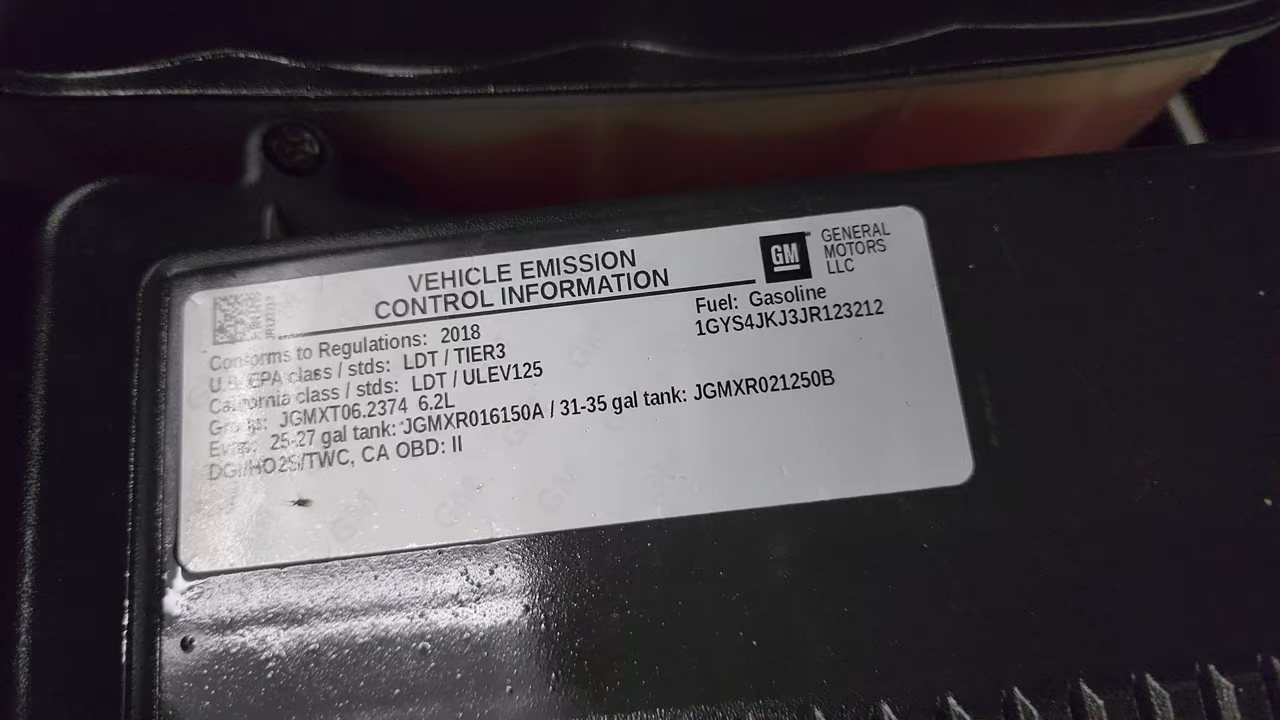 VEHICLE EMISSION
CONTROL INFORMATION
GM
GENERAL
MOTORS
LLC
Fuel: Gasoline
1GYS4JKJ3JR123212
Conforms to Regulations: 2018
U.S. EPA class / stds: LDT / TIER3
California class / stds: LDT / ULEV125
Group: JGMXT06.2374 6.2L
Evap: 25-27 gal tank: JGMXR016150A / 31-35 gal tank: JGMXR021250B
DGI/HO2S/TWC, CA OBD: II